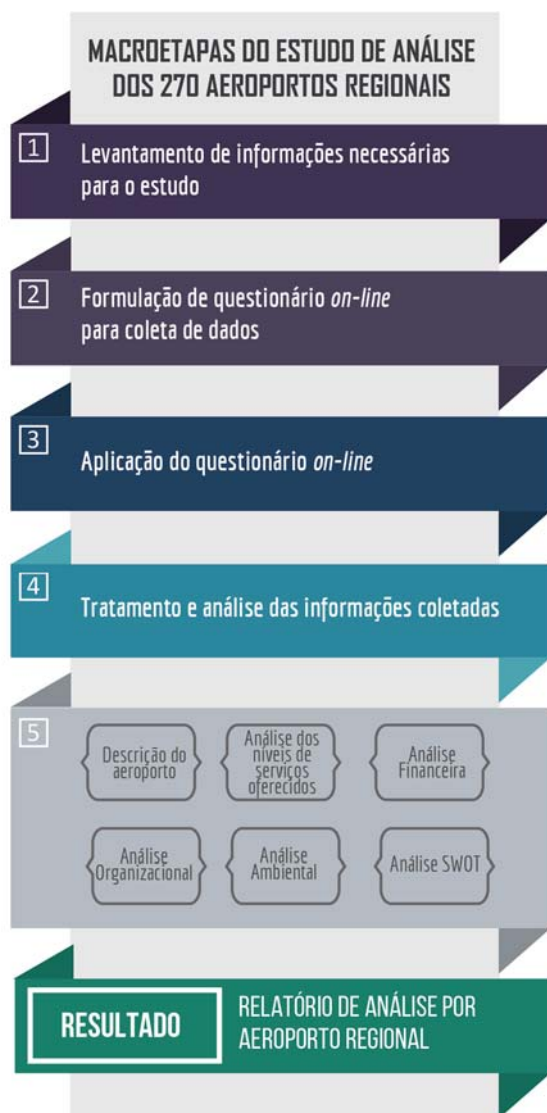 MACROETAPAS DO ESTUDO DE ANÁLISE
DOS 270 AEROPORTOS REGIONAIS
1
Levantamento de informações necessárias
para o estudo
2
Formulação de questionário on-line
para coleta de dados
3
Aplicação do questionário on-line
4
Tratamento e análise das informações coletadas
5
Descrição do
aeroporto
Análise dos
níveis de
serviços
oferecidos
Análise
Financeira
Análise
Organizacional
Análise
Ambiental
Análise SWOT
RESULTADO
RELATÓRIO DE ANÁLISE POR
AEROPORTO REGIONAL